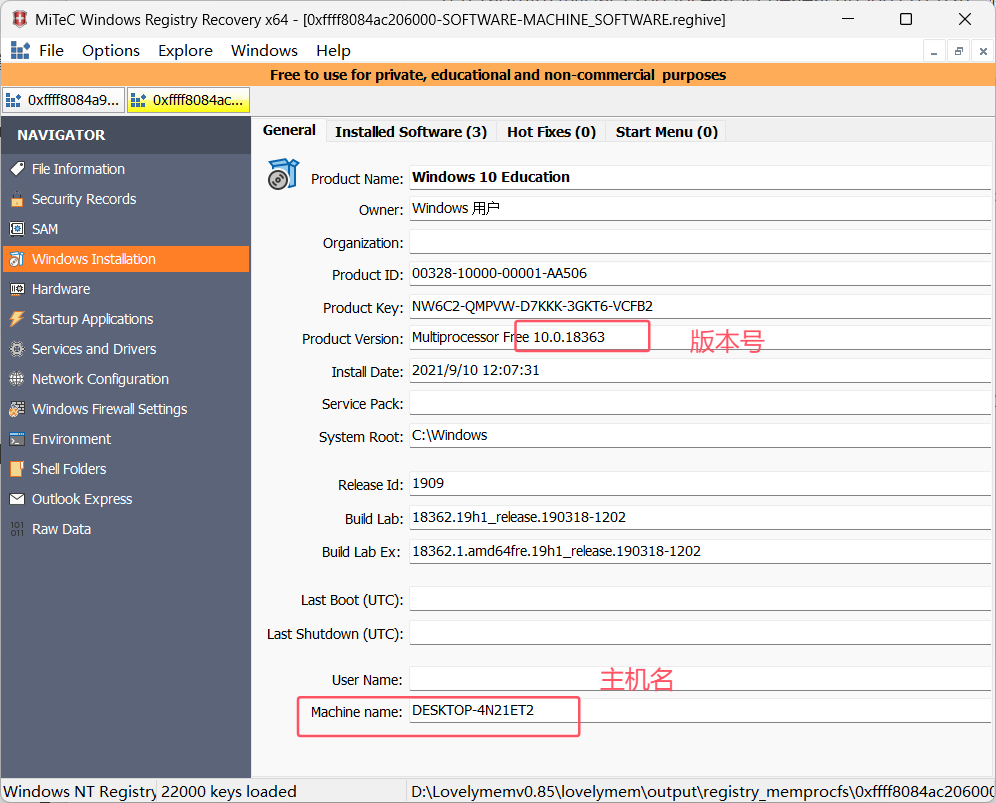 MiTeC Windows Registry Recovery x64 - [0xffff8084ac206000-SOFTWARE-MACHINE_SOFTWARE.reghive]
File Options Explore Windows Help
Free to use for private, educational and non-commercial purposes
0xffff8084a9... 0xffff8084ac...
NAVIGATOR
File Information
Security Records
SAM
Windows Installation
Hardware
Startup Applications
Services and Drivers
Network Configuration
Windows Firewall Settings
Environment
Shell Folders
Outlook Express
Raw Data
General Installed Software (3) Hot Fixes (0) Start Menu (0)
Product Name: Windows 10 Education
Owner: Windows 用户
Organization:
Product ID: 00328-10000-00001-AA506
Product Key: NW6C2-QMPVW-D7KKK-3GKT6-VCFB2
Product Version: Multiprocessor Free 10.0.18363 版本号
Install Date: 2021/9/10 12:07:31
Service Pack:
System Root: C:\Windows
Release Id: 1909
Build Lab: 18362.19h1_release.190318-1202
Build Lab Ex: 18362.1.amd64fre.19h1_release.190318-1202
Last Boot (UTC):
Last Shutdown (UTC):
User Name: 主机名
Machine name: DESKTOP-4N21ET2
Windows NT Registry 22000 keys loaded D:\Lovelymemv0.85\lovelymem\output\registry_memprocfs\0xffff8084ac206000